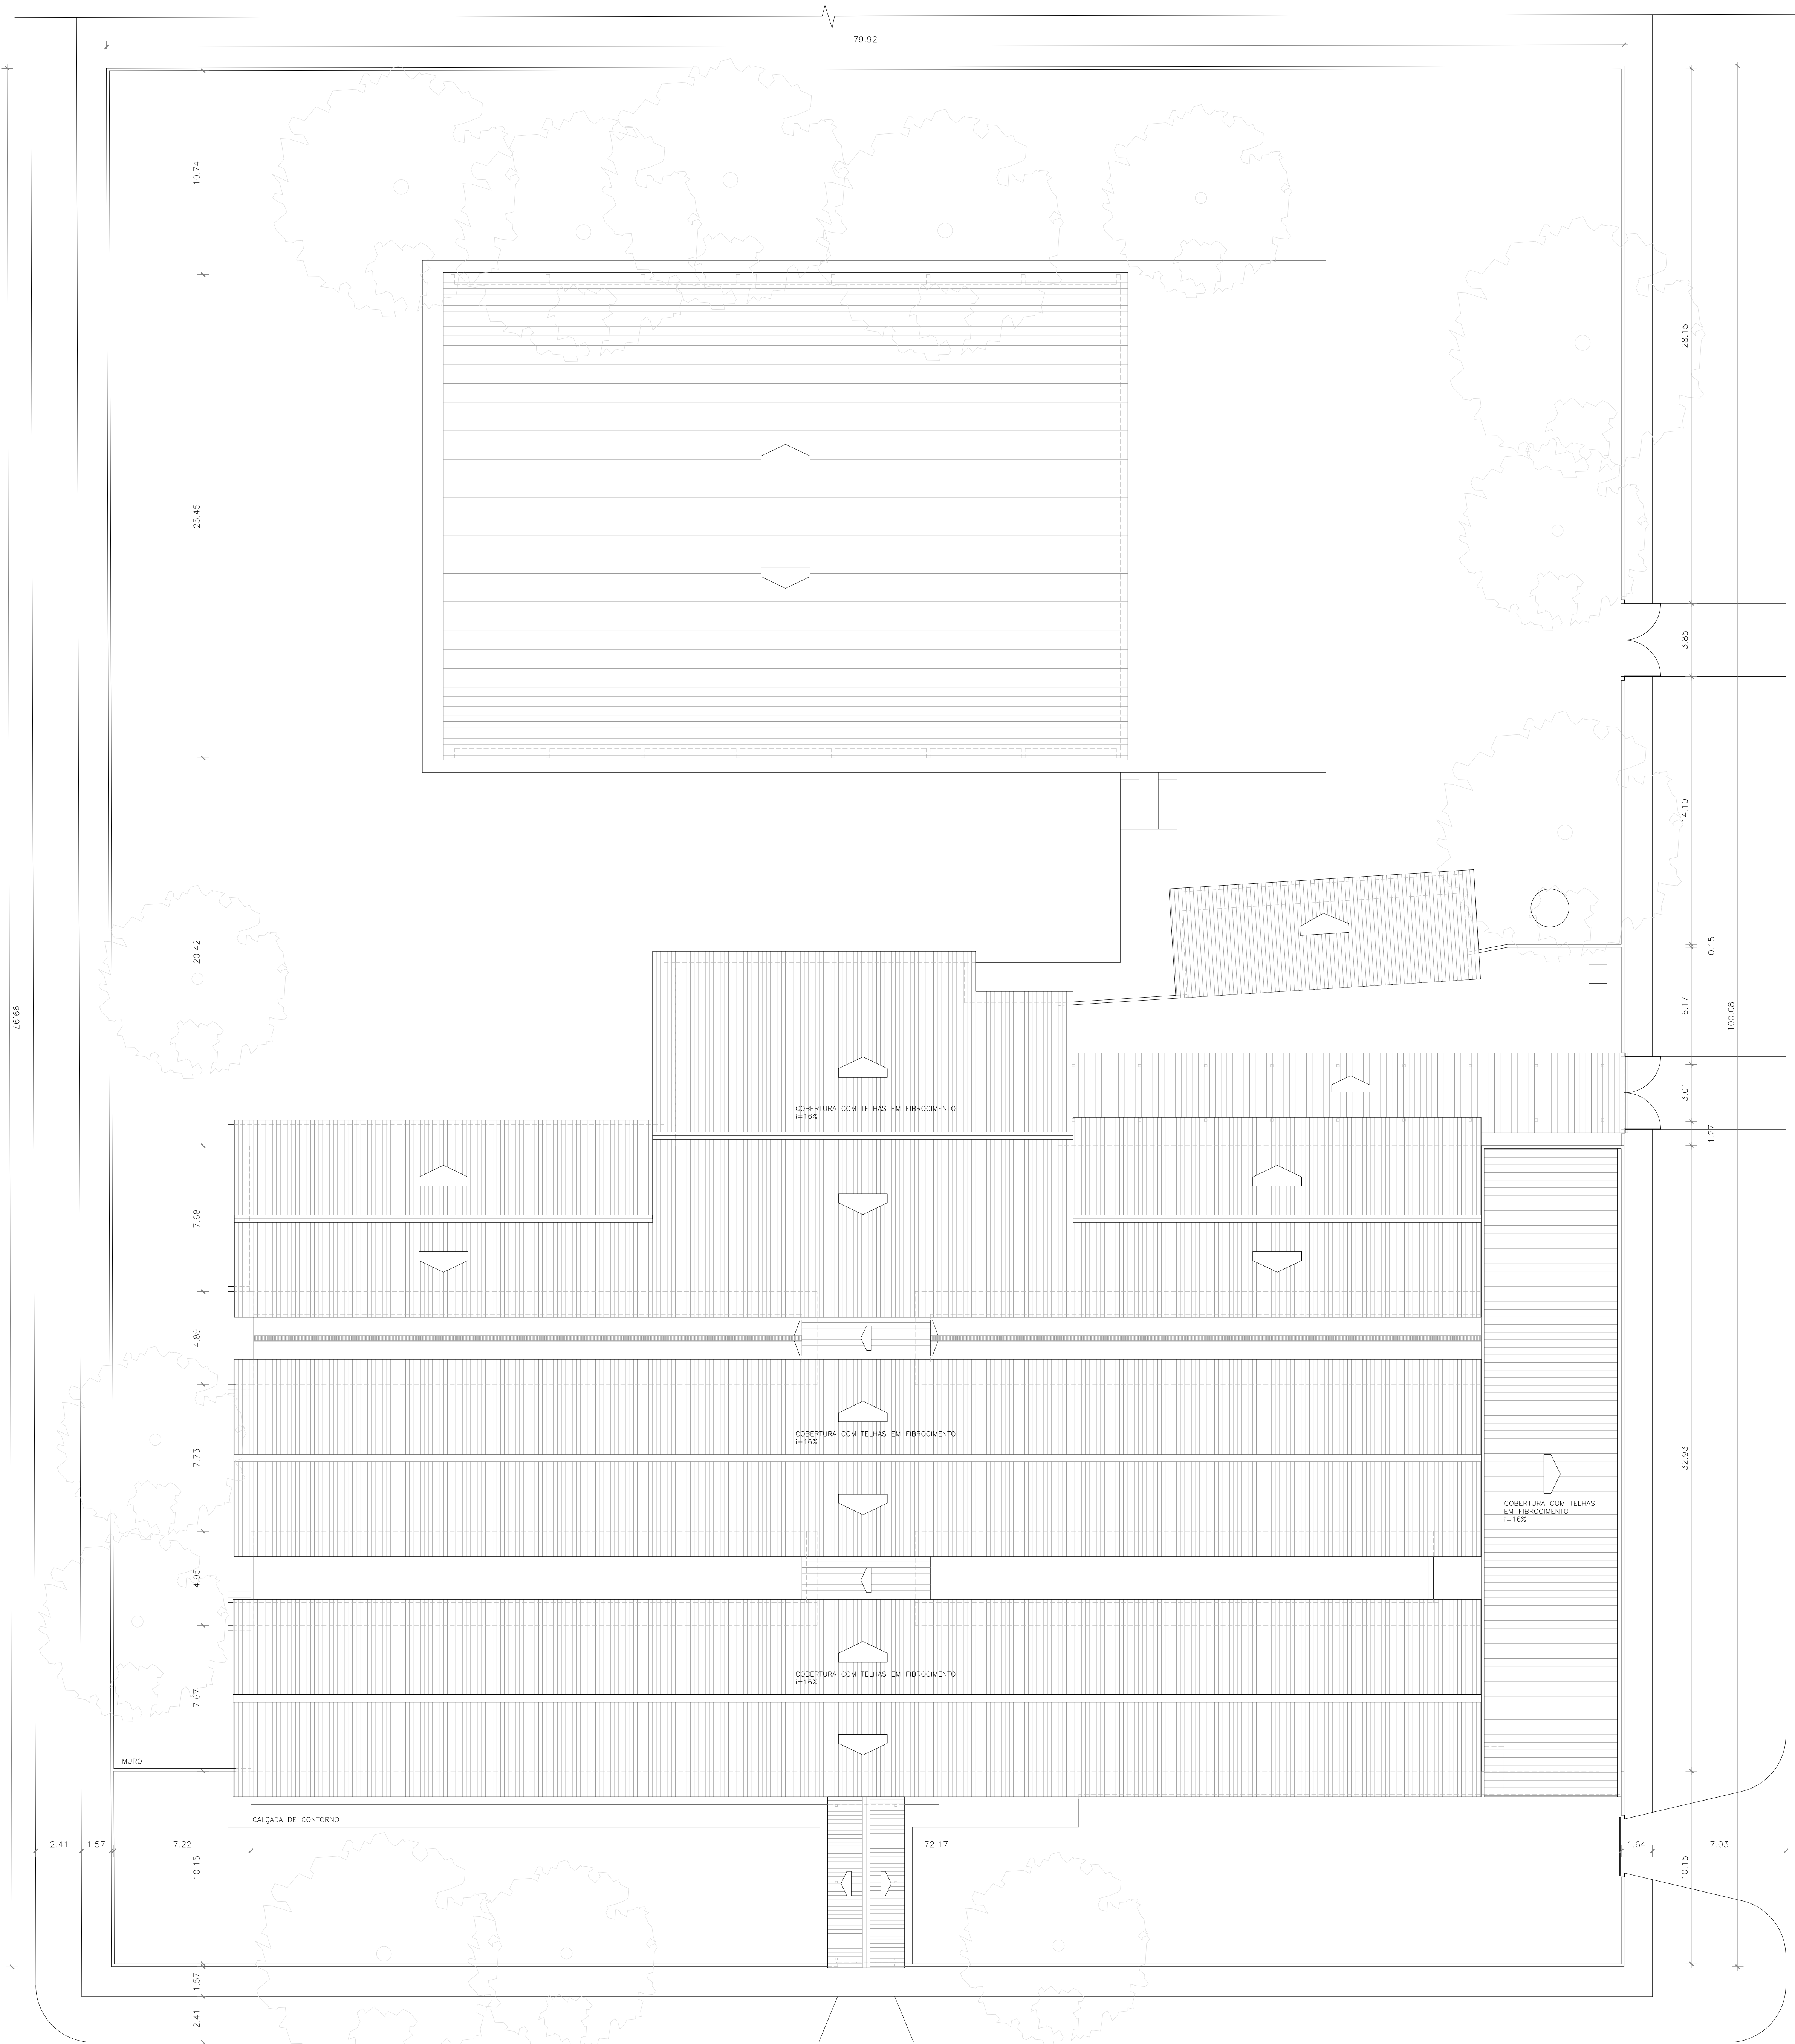 79.92
10.74
28.15
25.45
3.85
14.10
20.42
0.15
99.97
6.17
100.08
3.01
COBERTURA COM TELHAS EM FIBROCIMENTO
i=16%
1.27
7.68
4.89
COBERTURA COM TELHAS EM FIBROCIMENTO
i=16%
7.73
32.93
COBERTURA COM TELHAS
EM FIBROCIMENTO
i=16%
4.95
COBERTURA COM TELHAS EM FIBROCIMENTO
i=16%
7.67
MURO
CALÇADA DE CONTORNO
2.41
1.57
7.22
72.17
1.64
7.03
10.15
10.15
1.57
2.41